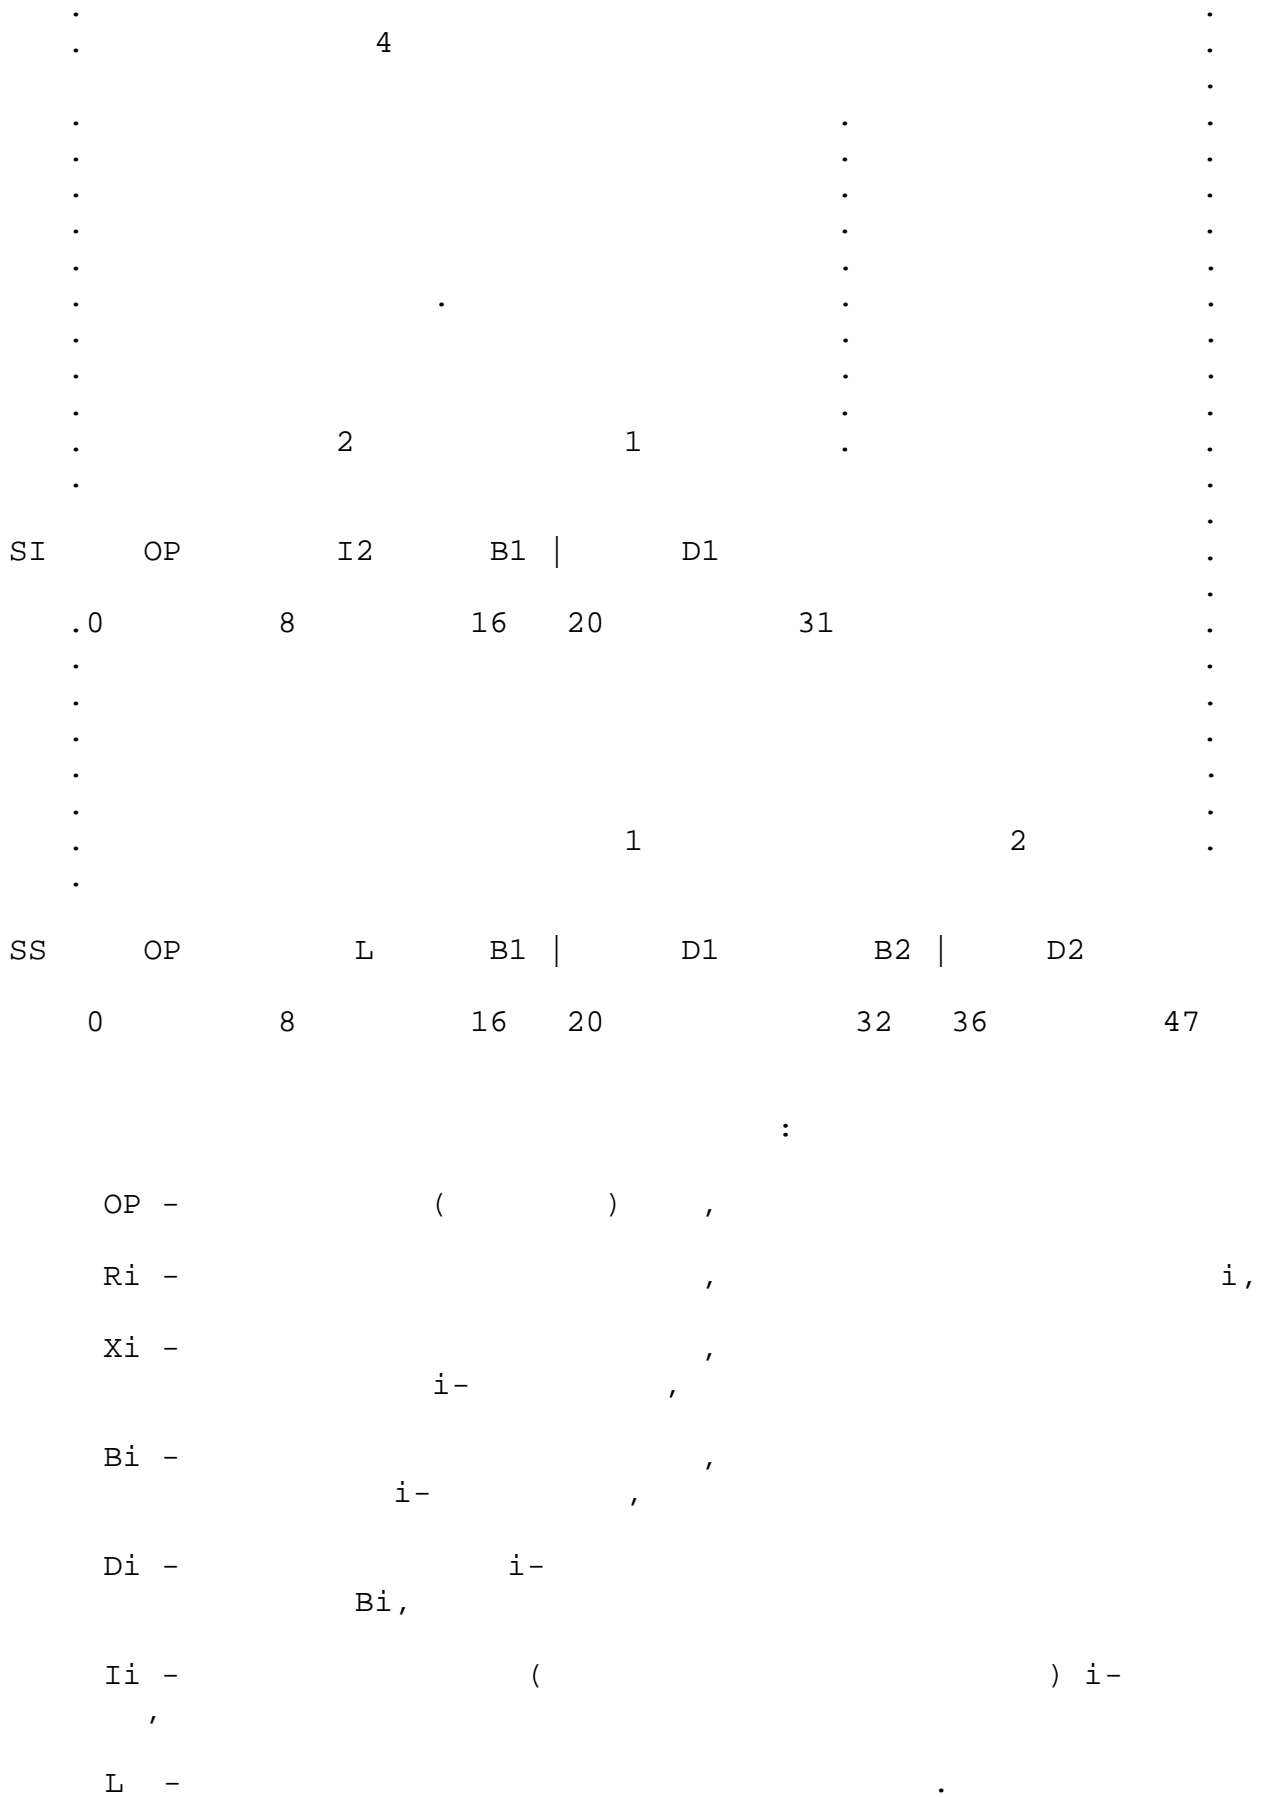 . .
. 4 .
.
. . .
. . .
. . .
. . .
. . .
. . . .
. . .
. . .
. . .
. 2 1 . .
. .
.
SI OP I2 B1 | D1 .
.
.0 8 16 20 31 .
. .
. .
. .
. .
. .
. 1 2 .
.
SS OP L B1 | D1 B2 | D2
0 8 16 20 32 36 47
:
OP - ( ) ,
Ri - , i,
Xi - ,
i- ,
Bi - ,
i- ,
Di - i-
Bi,
Ii - ( ) i-
,
L - .